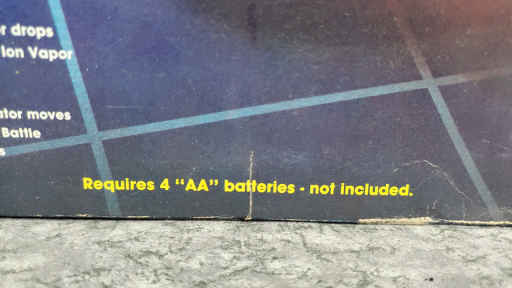 r drops
Ion Vapor
ator moves
Battle
s
Requires 4 "AA" batteries - not included.